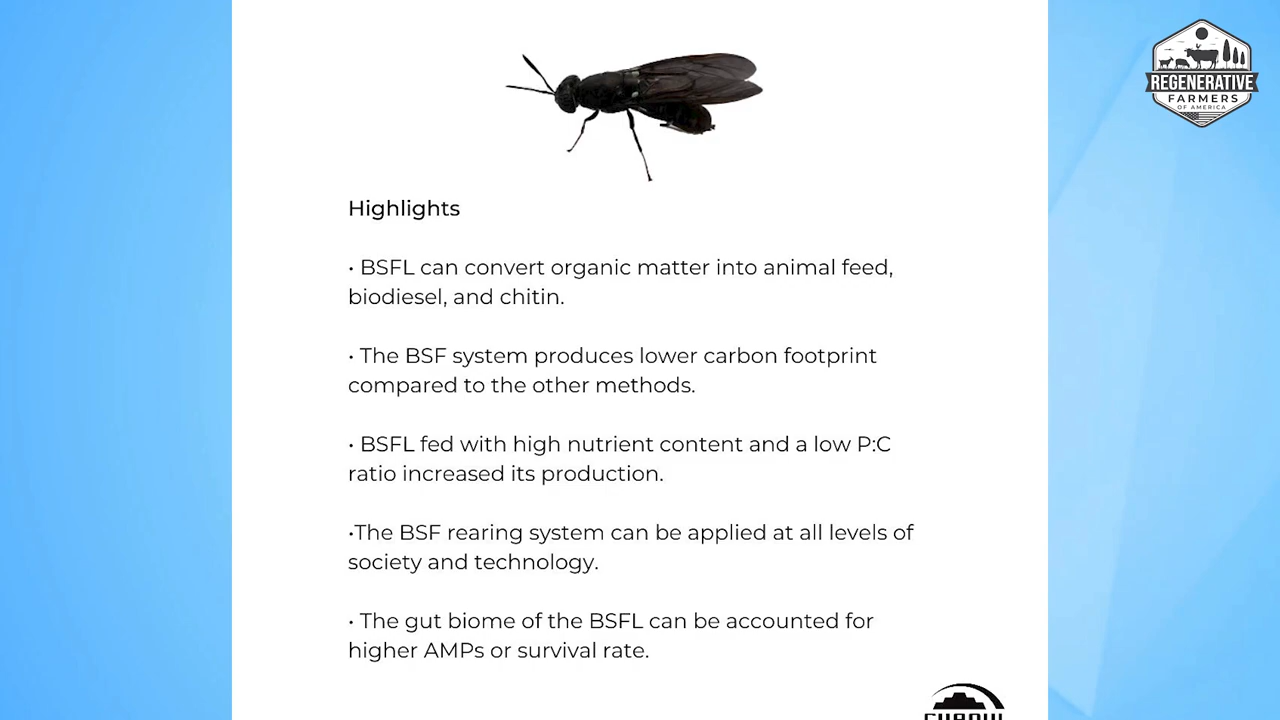 REGENERATIVE
FARMERS
OF AMERICA
Highlights
• BSFL can convert organic matter into animal feed,
biodiesel, and chitin.
• The BSF system produces lower carbon footprint
compared to the other methods.
• BSFL fed with high nutrient content and a low P:C
ratio increased its production.
•The BSF rearing system can be applied at all levels of
society and technology.
• The gut biome of the BSFL can be accounted for
higher AMPs or survival rate.